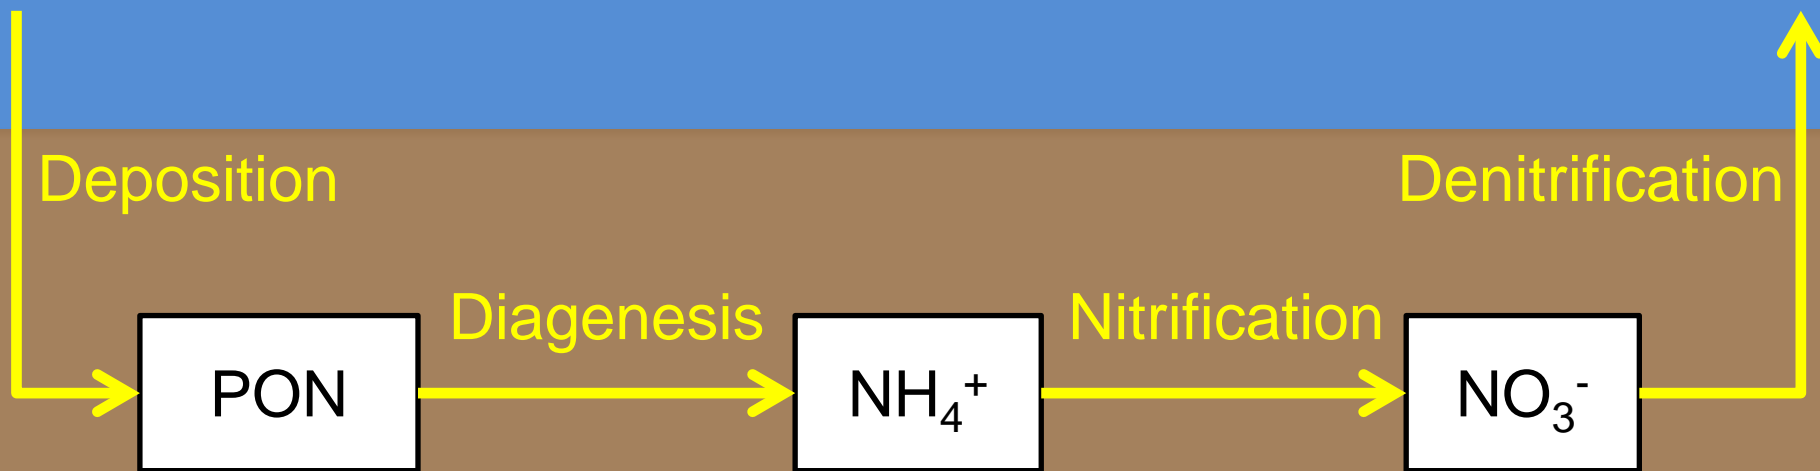 Deposition
Denitrification
Diagenesis
Nitrification
PON
NH₄⁺
NO₃⁻